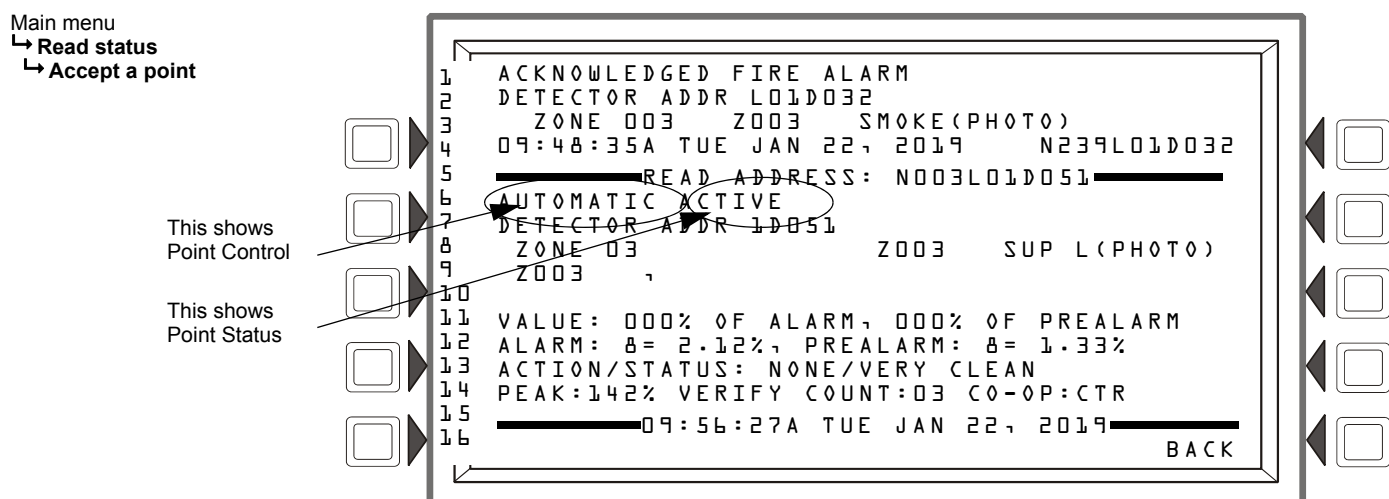 Main menu
Read status
Accept a point
1 ACKNOWLEDGED FIRE ALARM
2 DETECTOR ADDR L01D032
3 ZONE 003 Z003 SMOKE(PHOTO)
4 09:48:35A TUE JAN 22, 2019 N239L01D032
5 READ ADDRESS: N003L01D051
6 AUTOMATIC ACTIVE
7 DETECTOR ADDR 1D051
8 ZONE 03 Z003 SUP L(PHOTO)
9 Z003 ,
10
11 VALUE: 000% OF ALARM, 000% OF PREALARM
12 ALARM: 8= 2.12%, PREALARM: 8= 1.33%
13 ACTION/STATUS: NONE/VERY CLEAN
14 PEAK:142% VERIFY COUNT:03 CO-OP:CTR
15 09:56:27A TUE JAN 22, 2019
16 BACK
This shows
Point Control
This shows
Point Status